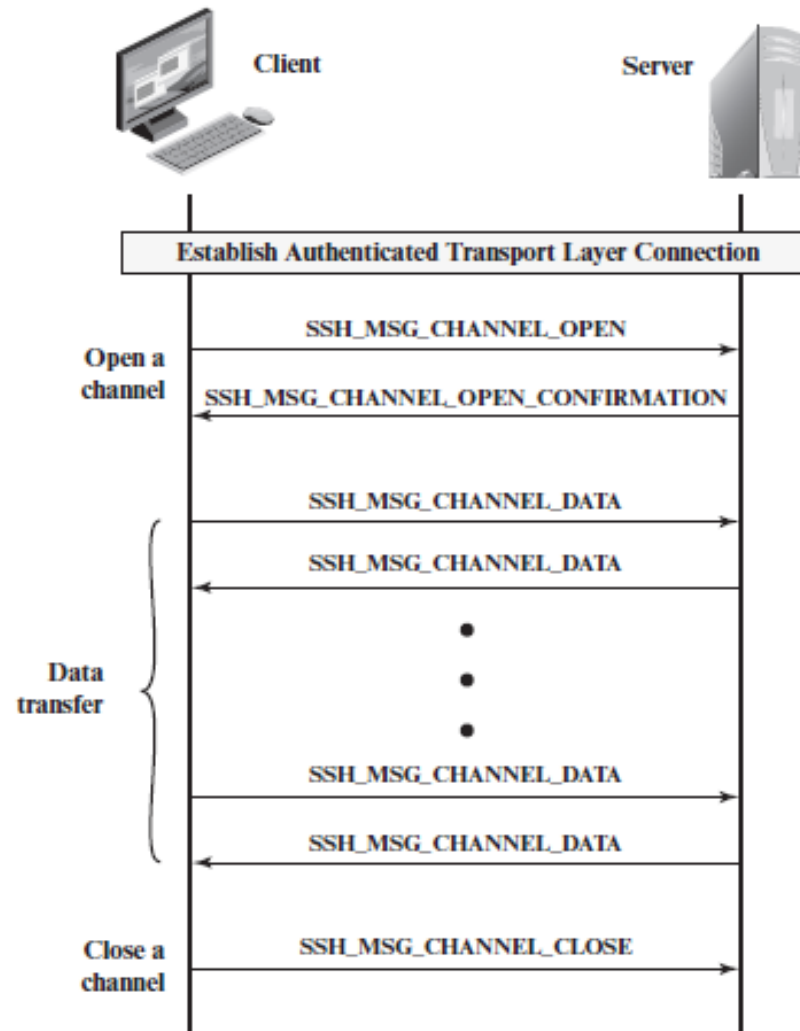 Client
Server
Establish Authenticated Transport Layer Connection
SSH_MSG_CHANNEL_OPEN
Open a
channel
SSH_MSG_CHANNEL_OPEN_CONFIRMATION
SSH_MSG_CHANNEL_DATA
SSH_MSG_CHANNEL_DATA
Data
transfer
SSH_MSG_CHANNEL_DATA
SSH_MSG_CHANNEL_DATA
SSH_MSG_CHANNEL_CLOSE
Close a
channel